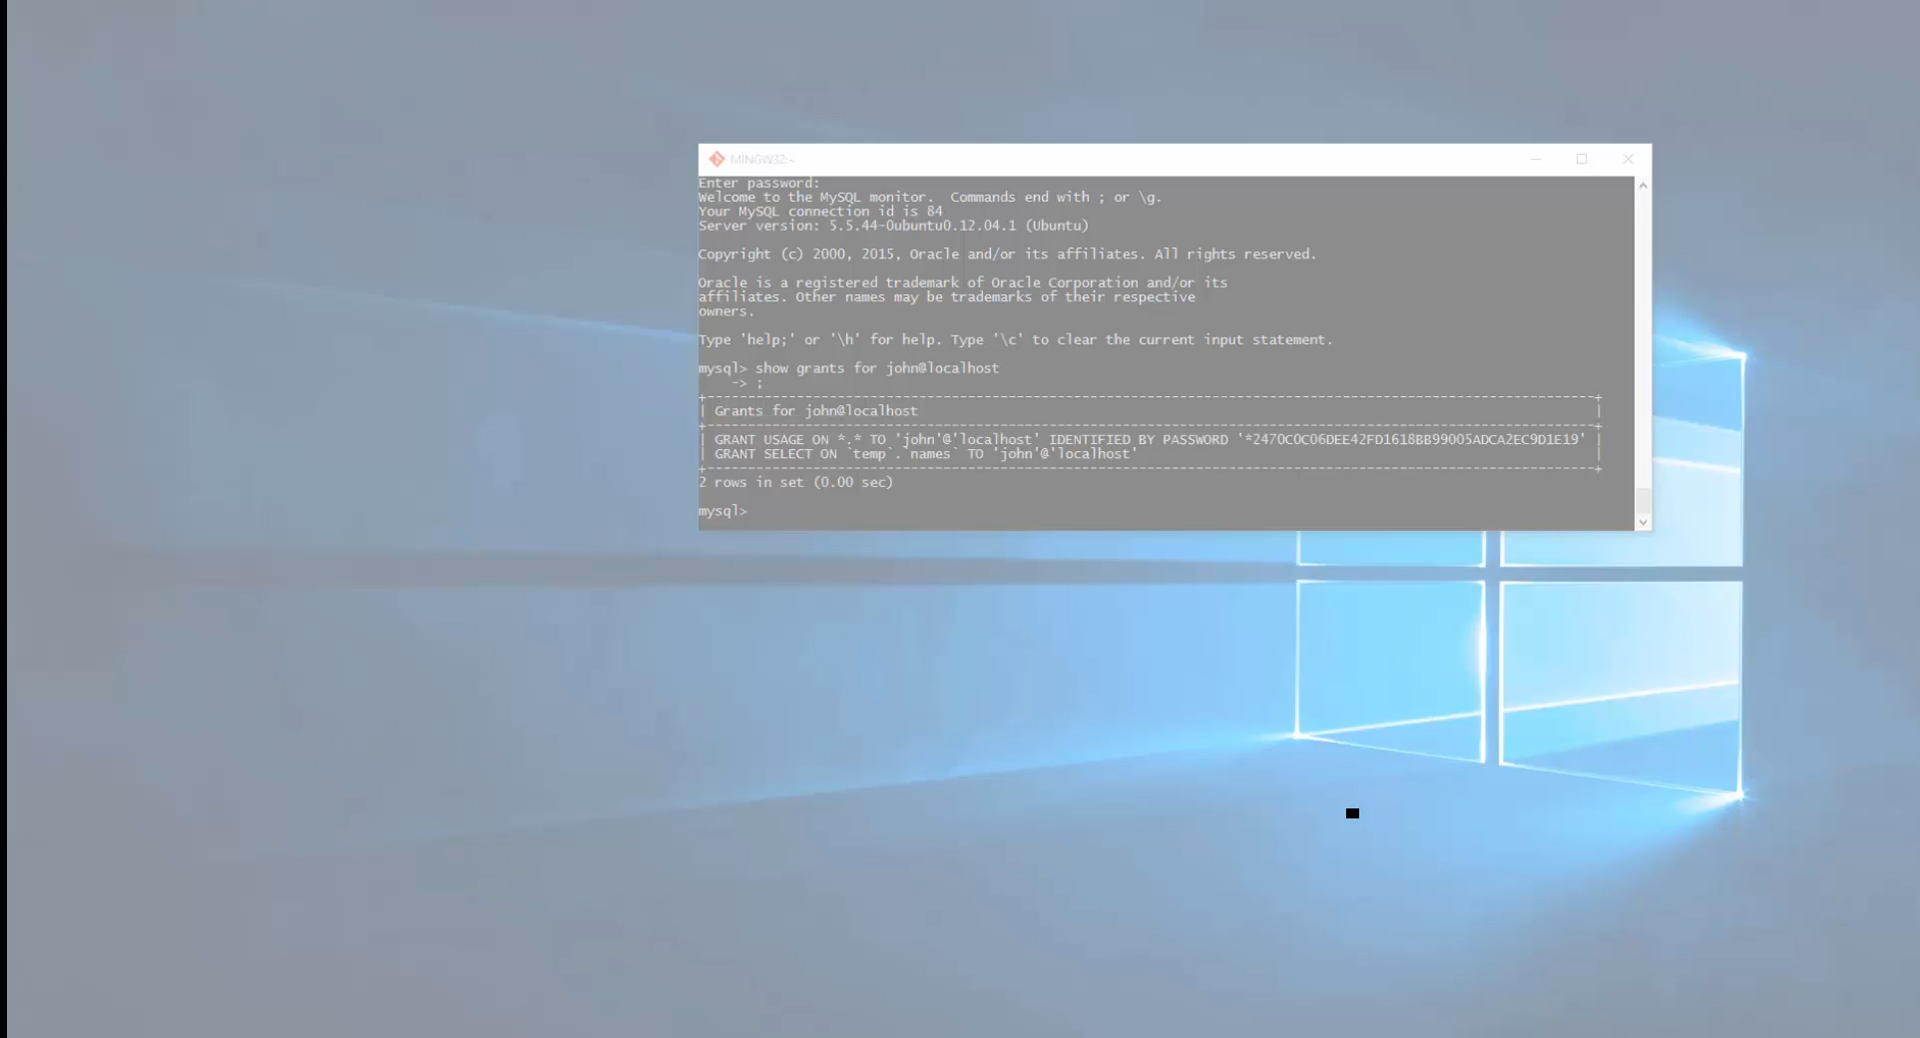 MINGW32:~
Enter password:
Welcome to the MySQL monitor.  Commands end with ; or \g.
Your MySQL connection id is 84
Server version: 5.5.44-0ubuntu0.12.04.1 (Ubuntu)
Copyright (c) 2000, 2015, Oracle and/or its affiliates. All rights reserved.
Oracle is a registered trademark of Oracle Corporation and/or its
affiliates. Other names may be trademarks of their respective
owners.
Type 'help;' or '\h' for help. Type '\c' to clear the current input statement.
mysql> show grants for john@localhost
    -> ;
| Grants for john@localhost |
| GRANT USAGE ON *.* TO 'john'@'localhost' IDENTIFIED BY PASSWORD '*2470C0C06DEE42FD1618BB99005ADCA2EC9D1E19' |
| GRANT SELECT ON `temp`.`names` TO 'john'@'localhost' |
2 rows in set (0.00 sec)
mysql>